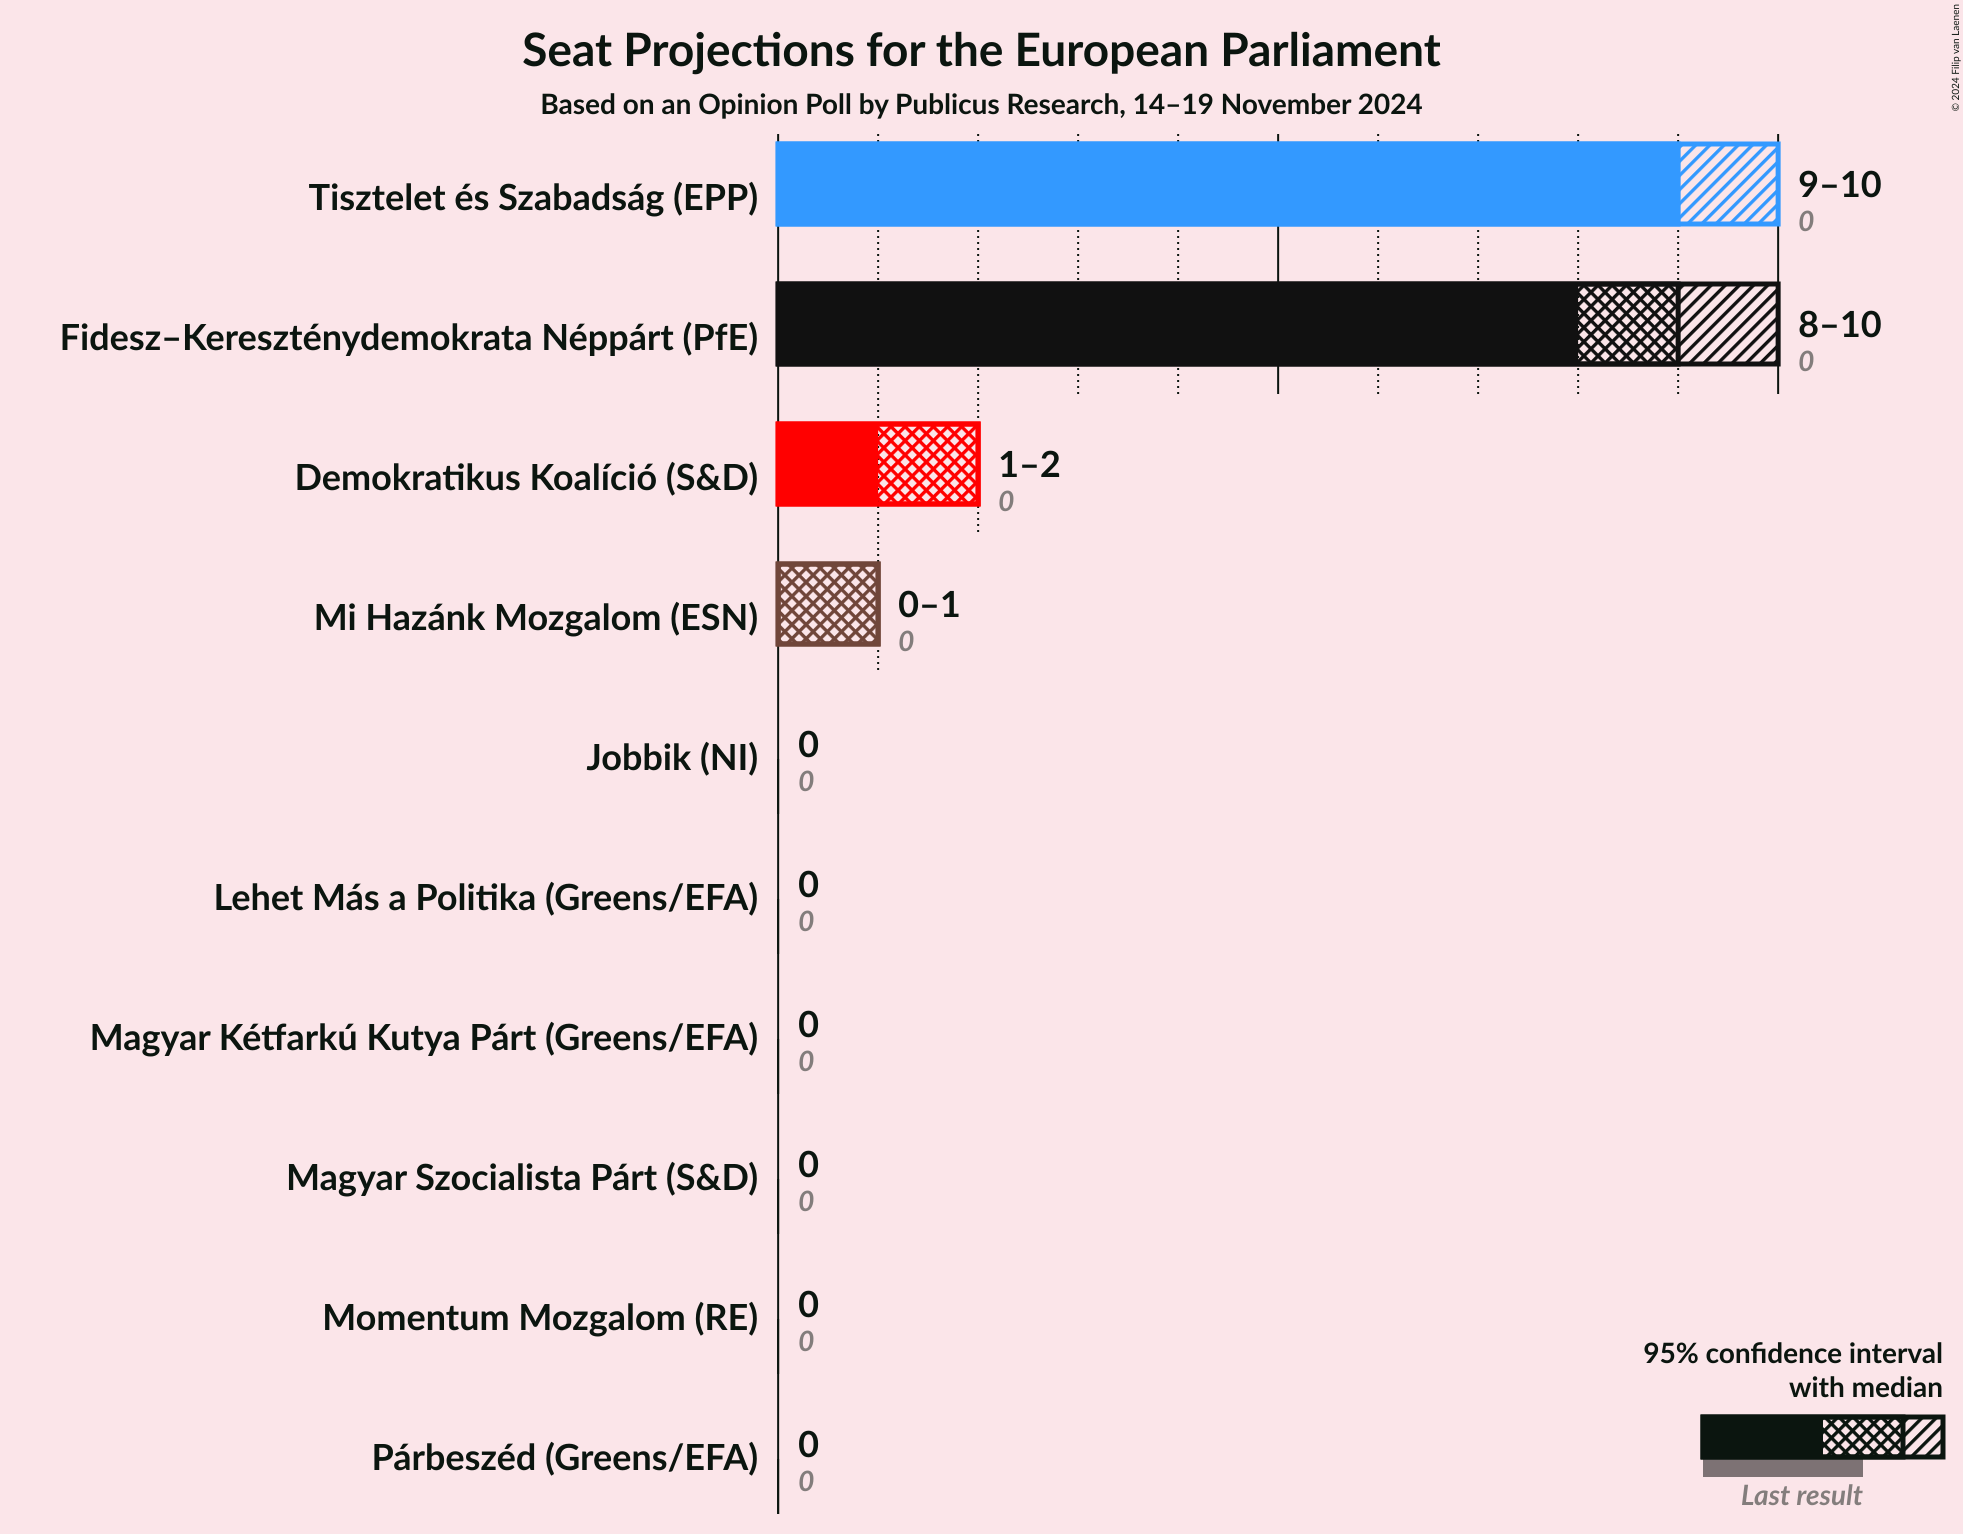 Seat Projections for the European Parliament
Based on an Opinion Poll by Publicus Research, 14–19 November 2024
© 2024 Filip van Laenen
Tisztelet és Szabadság (EPP)
9–10
0
Fidesz–Kereszténydemokrata Néppárt (PfE)
8–10
0
Demokratikus Koalíció (S&D)
1–2
0
Mi Hazánk Mozgalom (ESN)
0–1
0
Jobbik (NI)
0
0
Lehet Más a Politika (Greens/EFA)
0
0
Magyar Kétfarkú Kutya Párt (Greens/EFA)
0
0
Magyar Szocialista Párt (S&D)
0
0
Momentum Mozgalom (RE)
0
0
Párbeszéd (Greens/EFA)
0
0
95% confidence interval
with median
Last result